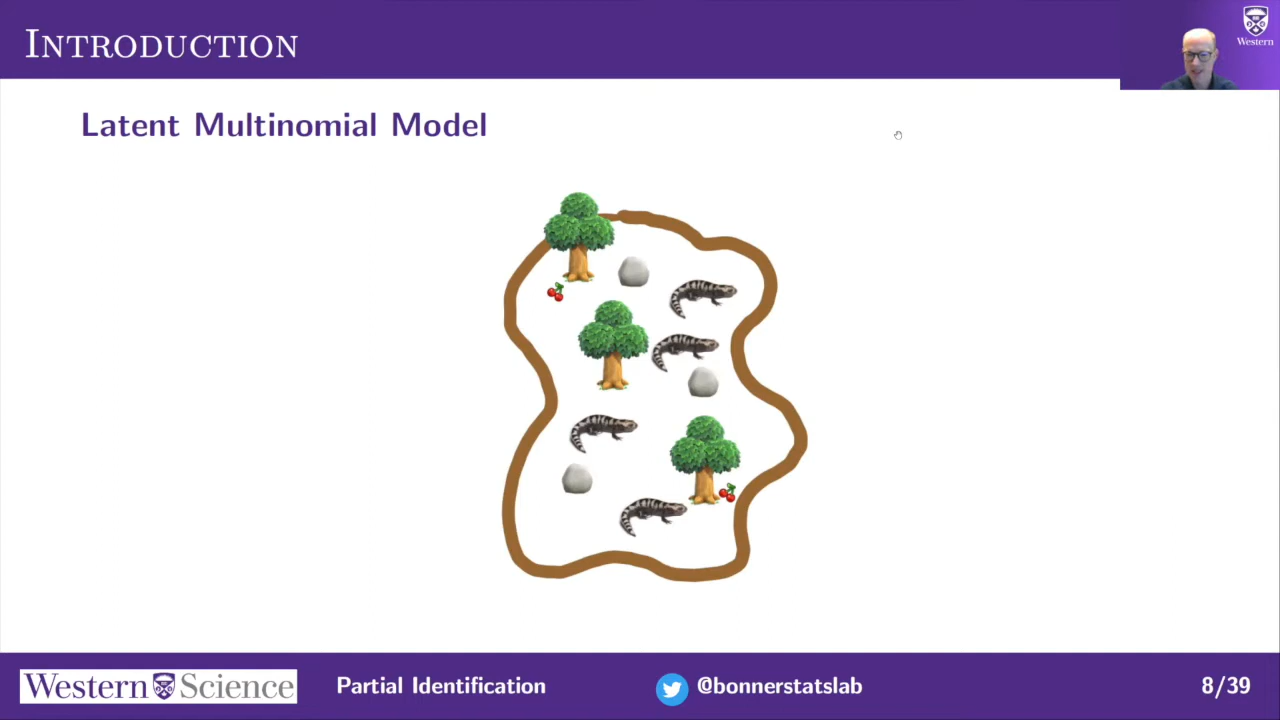 Introduction
Western
Latent Multinomial Model
Western Science
Partial Identification
@bonnerstatslab
8/39